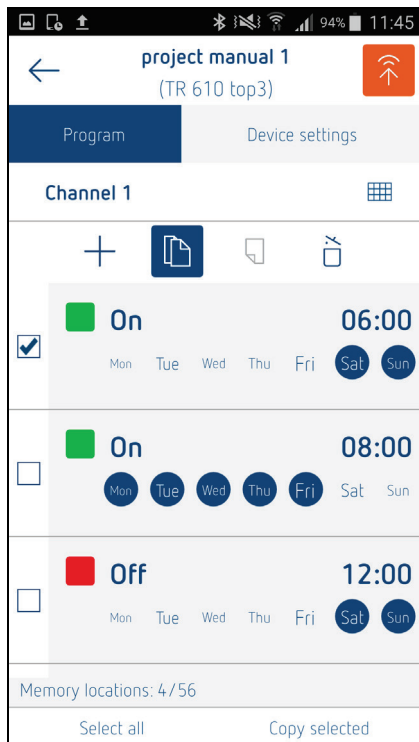 94% 11:45
project manual 1
(TR 610 top3)
Program Device settings
Channel 1
On 06:00
Mon Tue Wed Thu Fri Sat Sun
On 08:00
Mon Tue Wed Thu Fri Sat Sun
Off 12:00
Mon Tue Wed Thu Fri Sat Sun
Memory locations: 4/56
Select all Copy selected